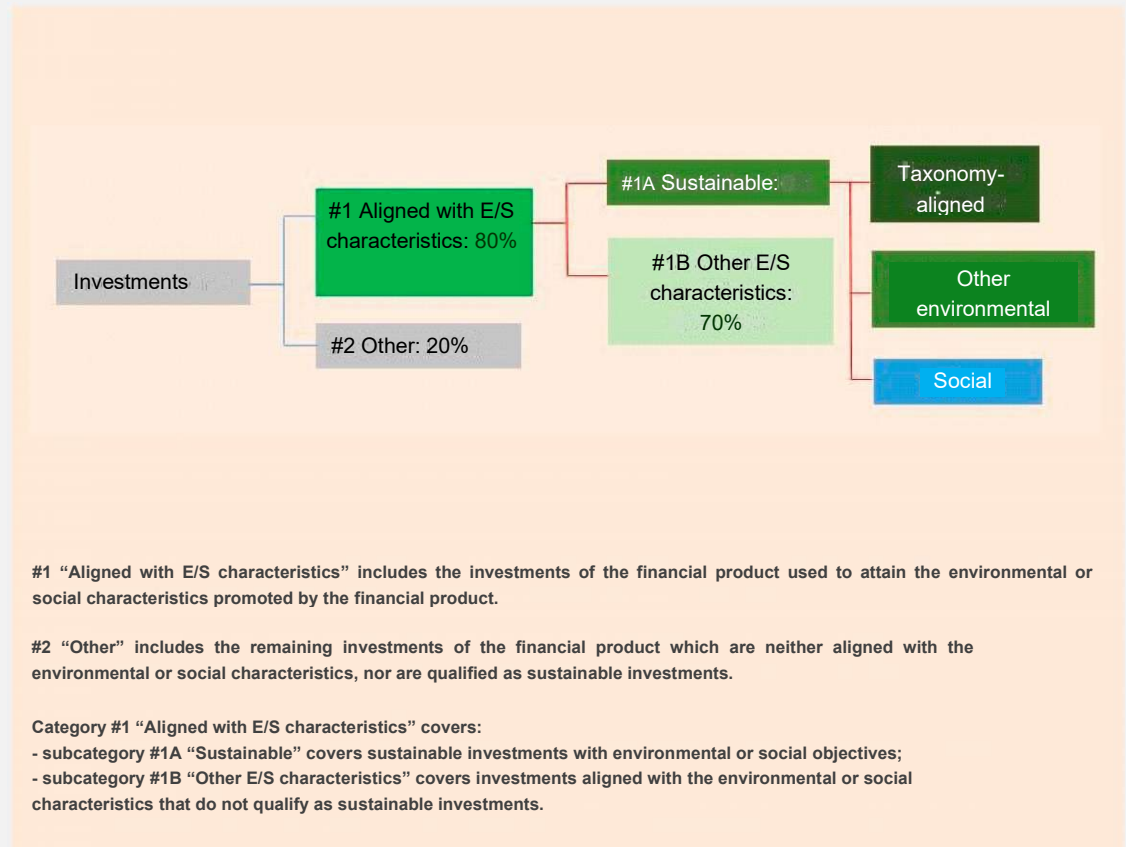 Investments
#1 Aligned with E/S
characteristics: 80%
#2 Other: 20%
#1A Sustainable:
#1B Other E/S
characteristics:
70%
Taxonomy-
aligned
Other
environmental
Social
#1 “Aligned with E/S characteristics” includes the investments of the financial product used to attain the environmental or
social characteristics promoted by the financial product.
#2 “Other” includes the remaining investments of the financial product which are neither aligned with the
environmental or social characteristics, nor are qualified as sustainable investments.
Category #1 “Aligned with E/S characteristics” covers:
- subcategory #1A “Sustainable” covers sustainable investments with environmental or social objectives;
- subcategory #1B “Other E/S characteristics” covers investments aligned with the environmental or social
characteristics that do not qualify as sustainable investments.